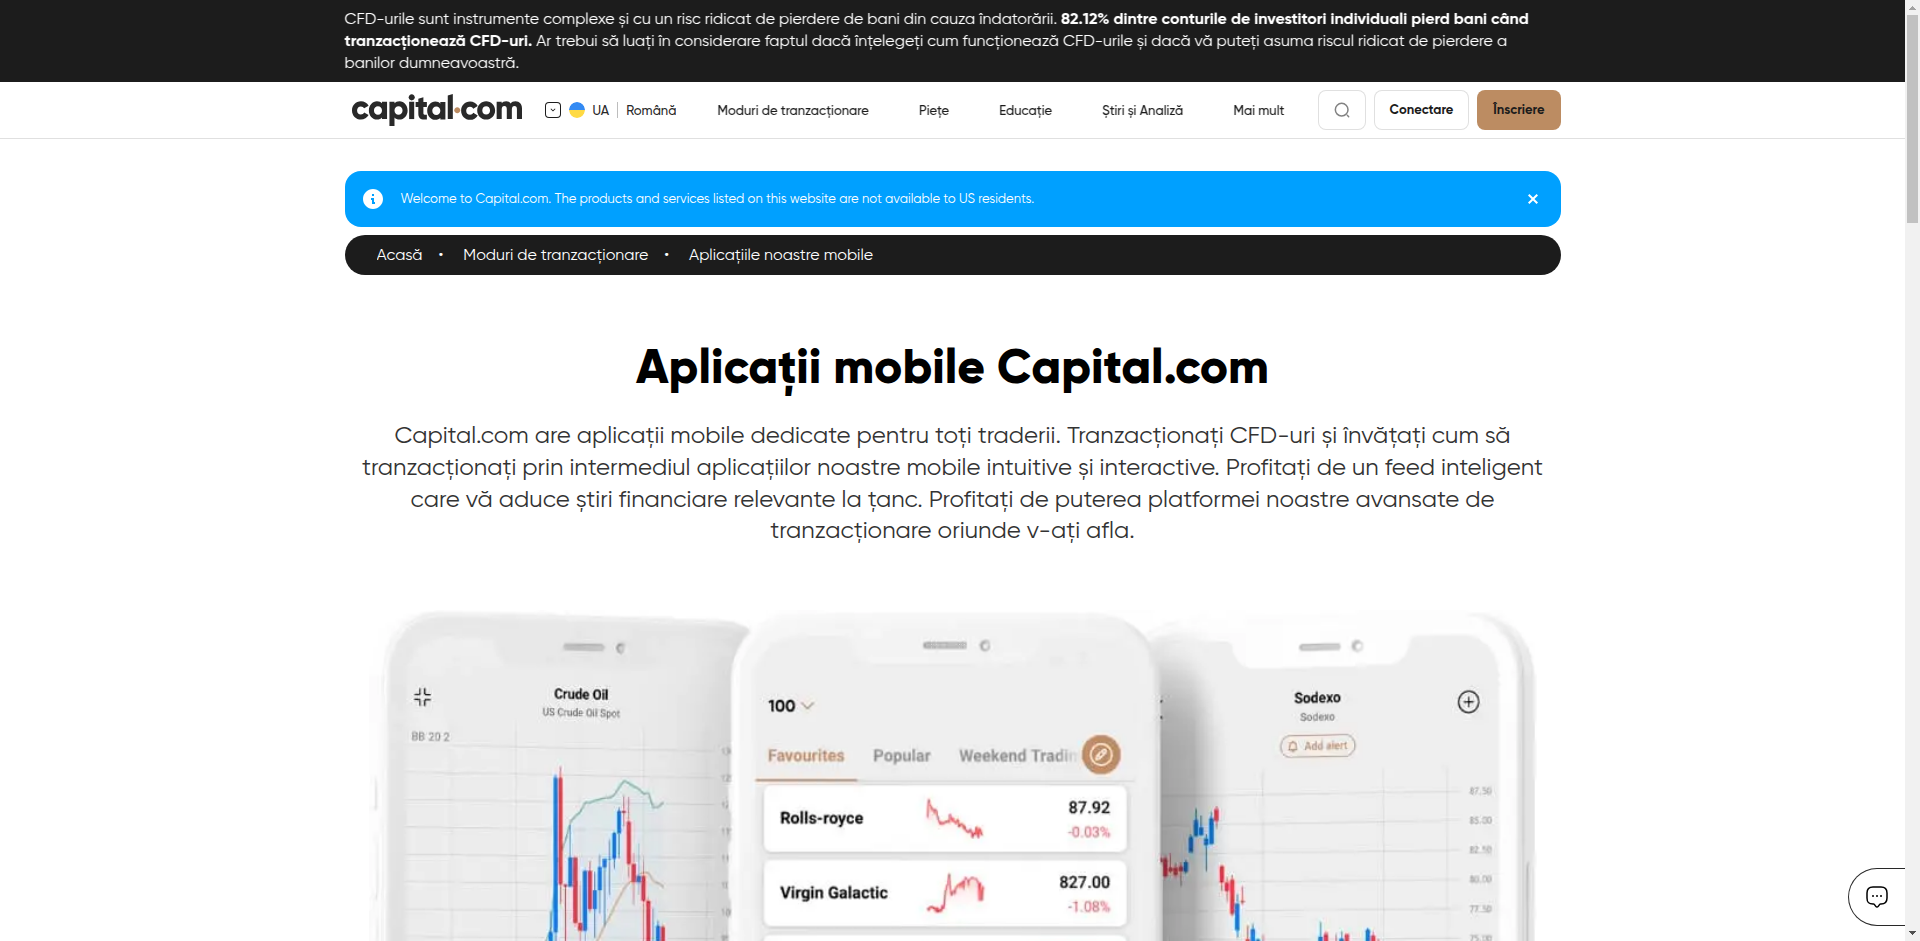 CFD-urile sunt instrumente complexe și cu un risc ridicat de pierdere de bani din cauza îndatorării. 82.12% dintre conturile de investitori individuali pierd bani când
tranzacționează CFD-uri. Ar trebui să luați în considerare faptul dacă înțelegeți cum funcționează CFD-urile și dacă vă puteți asuma riscul ridicat de pierdere a
banilor dumneavoastră.
capital.com UA Română Moduri de tranzacționare Piețe Educație Știri și Analiză Mai mult Conectare Înscriere
Welcome to Capital.com. The products and services listed on this website are not available to US residents.
Acasă • Moduri de tranzacționare • Aplicațiile noastre mobile
Aplicații mobile Capital.com
Capital.com are aplicații mobile dedicate pentru toți traderii. Tranzacționați CFD-uri și învățați cum să
tranzacționați prin intermediul aplicațiilor noastre mobile intuitive și interactive. Profitați de un feed inteligent
care vă aduce știri financiare relevante la țanc. Profitați de puterea platformei noastre avansate de
tranzacționare oriunde v-ați afla.
Crude Oil
US Crude Oil Spot
BB 20 2
100
Favourites Popular Weekend Tradin
Rolls-royce 87.92
-0.03%
Virgin Galactic 827.00
-1.08%
Sodexo
Sodexo
Add alert
87.50
85.00
82.50
80.00
77.50
75.00